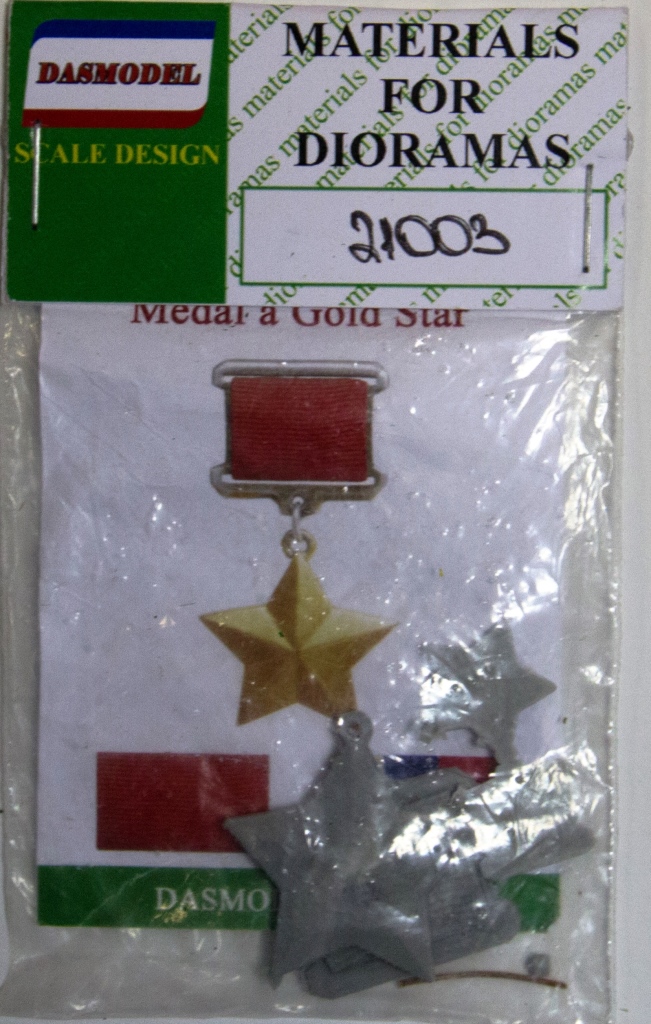 DASMODEL
SCALE DESIGN
MATERIALS
FOR
DIORAMAS
21003
Medal a Gold Star
DASMO